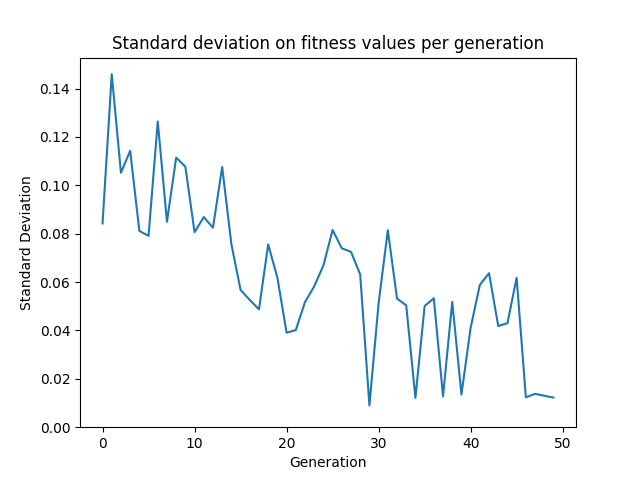 Standard deviation on fitness values per generation
Standard Deviation
0.14
0.12
0.10
0.08
0.06
0.04
0.02
0.00
0 10 20 30 40 50
Generation